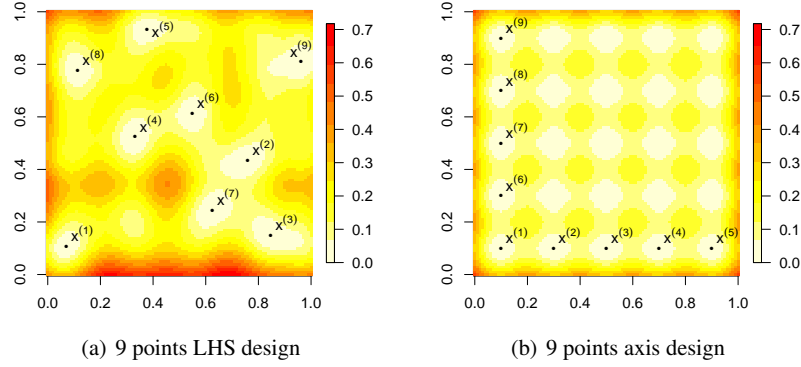 1.0
0.8
0.6
0.4
0.2
0.0
0.0 0.2 0.4 0.6 0.8 1.0
x(5)
x(9)
x(8)
x(6)
x(4)
x(2)
x(7)
x(1)
x(3)
0.7
0.6
0.5
0.4
0.3
0.2
0.1
0.0
(a) 9 points LHS design
1.0
0.8
0.6
0.4
0.2
0.0
0.0 0.2 0.4 0.6 0.8 1.0
x(9)
x(8)
x(7)
x(6)
x(1) x(2) x(3) x(4) x(5)
0.7
0.6
0.5
0.4
0.3
0.2
0.1
0.0
(b) 9 points axis design